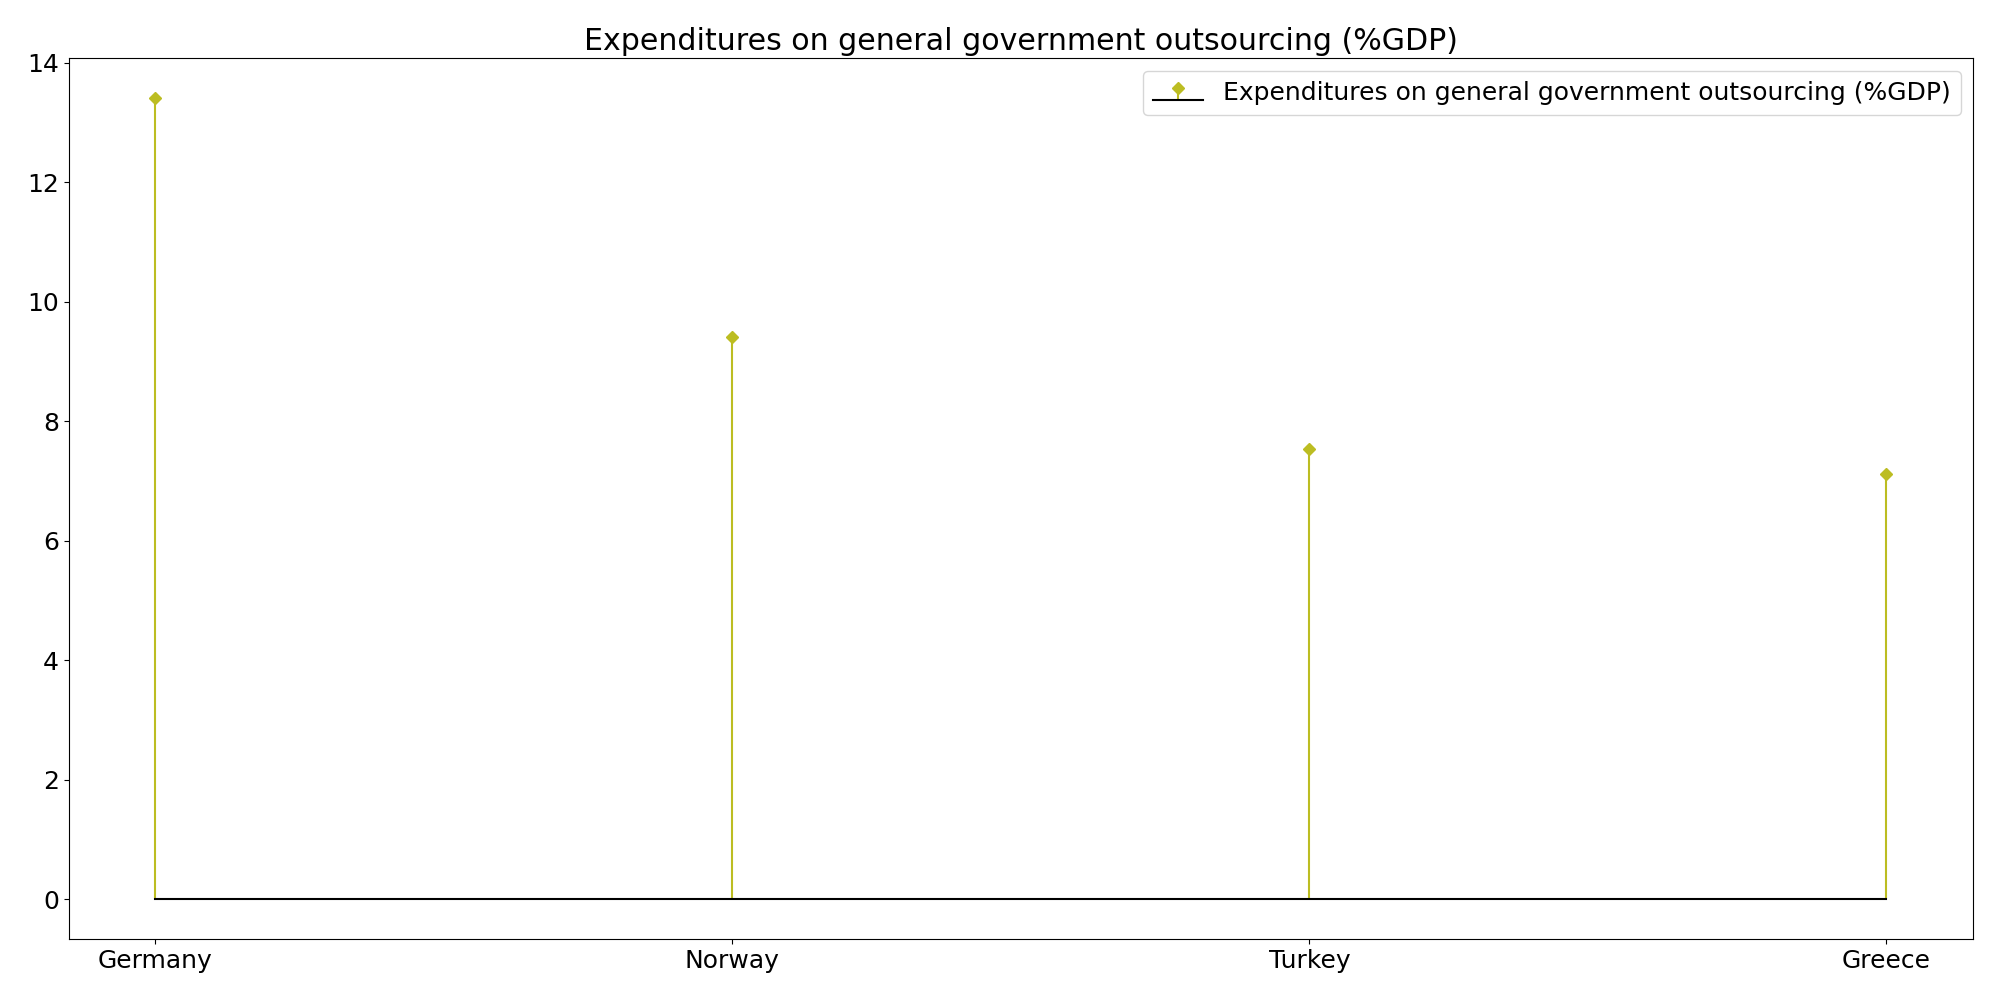 Expenditures on general government outsourcing (%GDP)
Expenditures on general government outsourcing (%GDP)
14
12
10
8
6
4
2
0
Germany Norway Turkey Greece